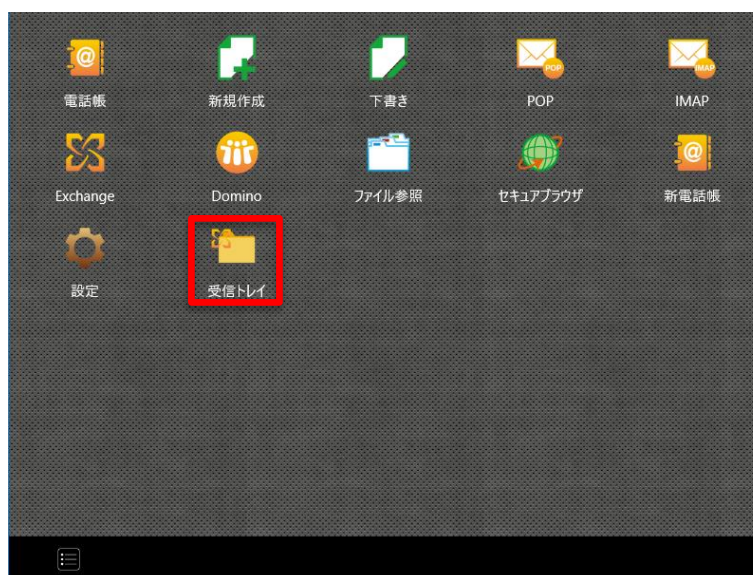 電話帳
新規作成
下書き
POP
POP
IMAP
IMAP
Exchange
Domino
ファイル参照
セキュアブラウザ
新電話帳
設定
受信トレイ